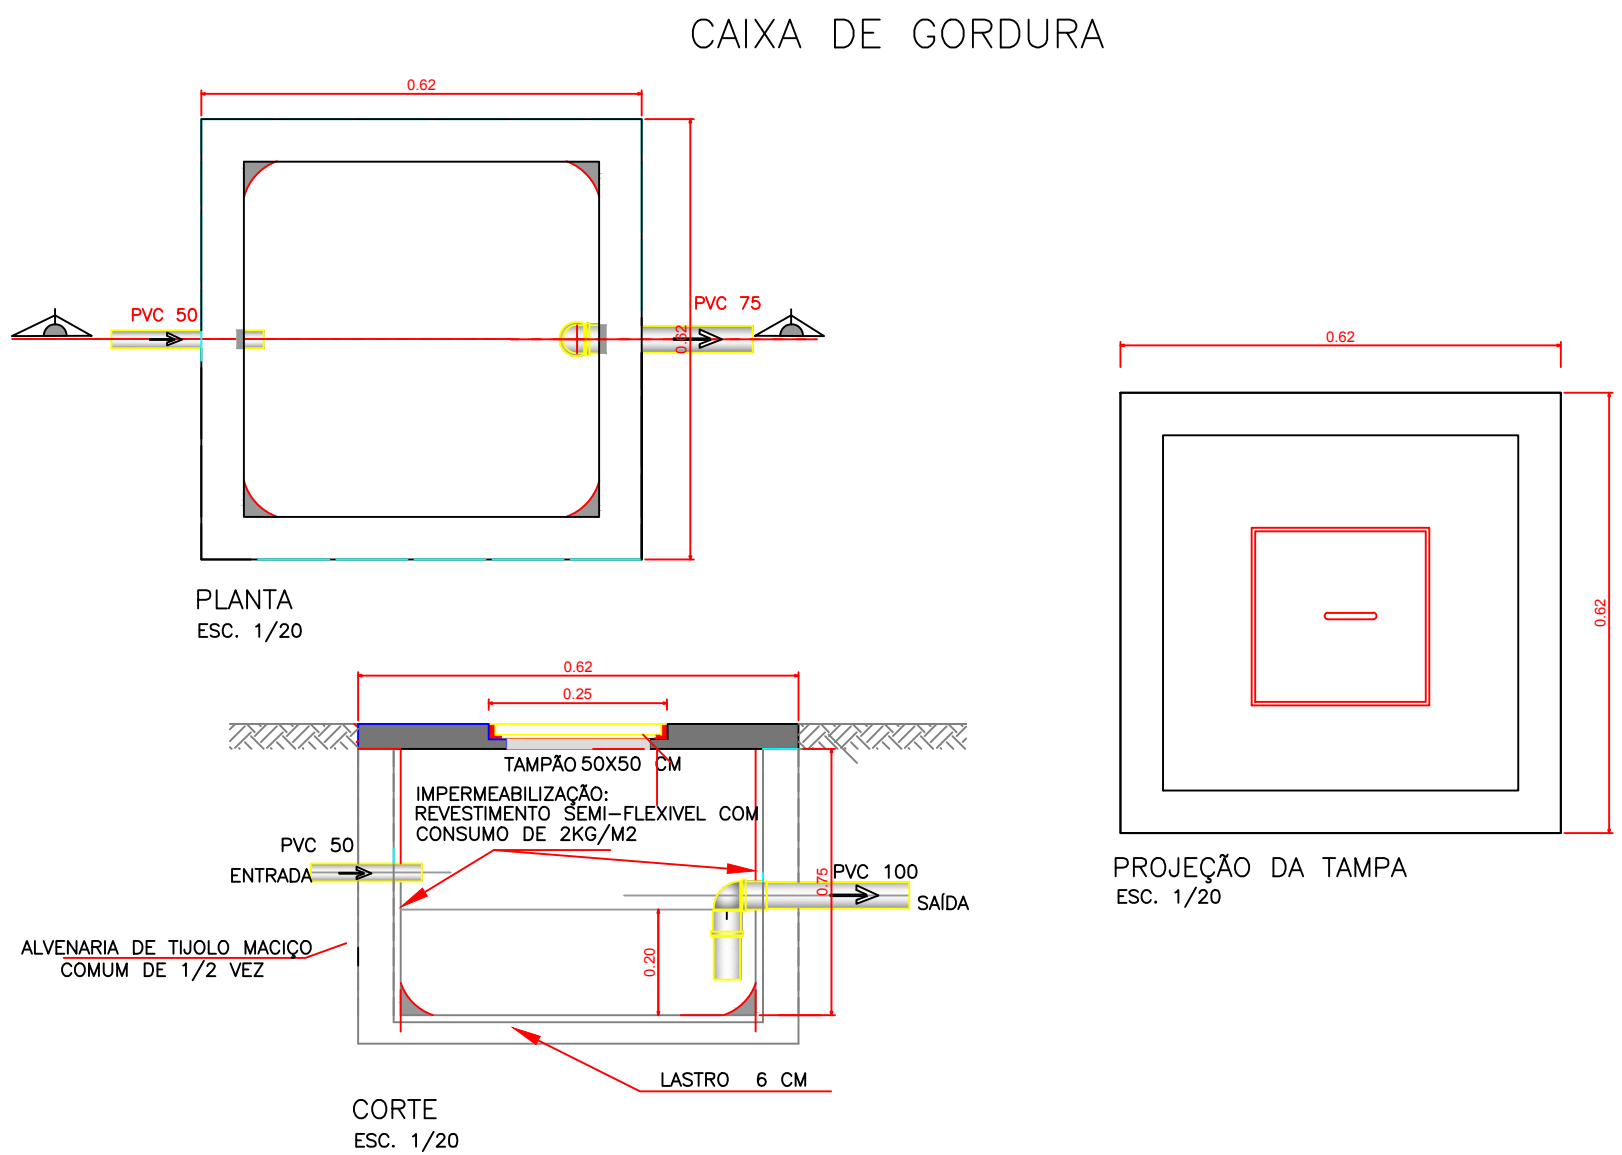 CAIXA DE GORDURA
0.62
PVC 50
PVC 75
0.62
PLANTA
ESC. 1/20
0.62
0.62
PROJEÇÃO DA TAMPA
ESC. 1/20
0.62
0.25
TAMPÃO 50X50 CM
IMPERMEABILIZAÇÃO:
REVESTIMENTO SEMI-FLEXIVEL COM
CONSUMO DE 2KG/M2
PVC 50
ENTRADA
PVC 100
SAÍDA
0.75
0.20
ALVENARIA DE TIJOLO MACIÇO
COMUM DE 1/2 VEZ
LASTRO 6 CM
CORTE
ESC. 1/20